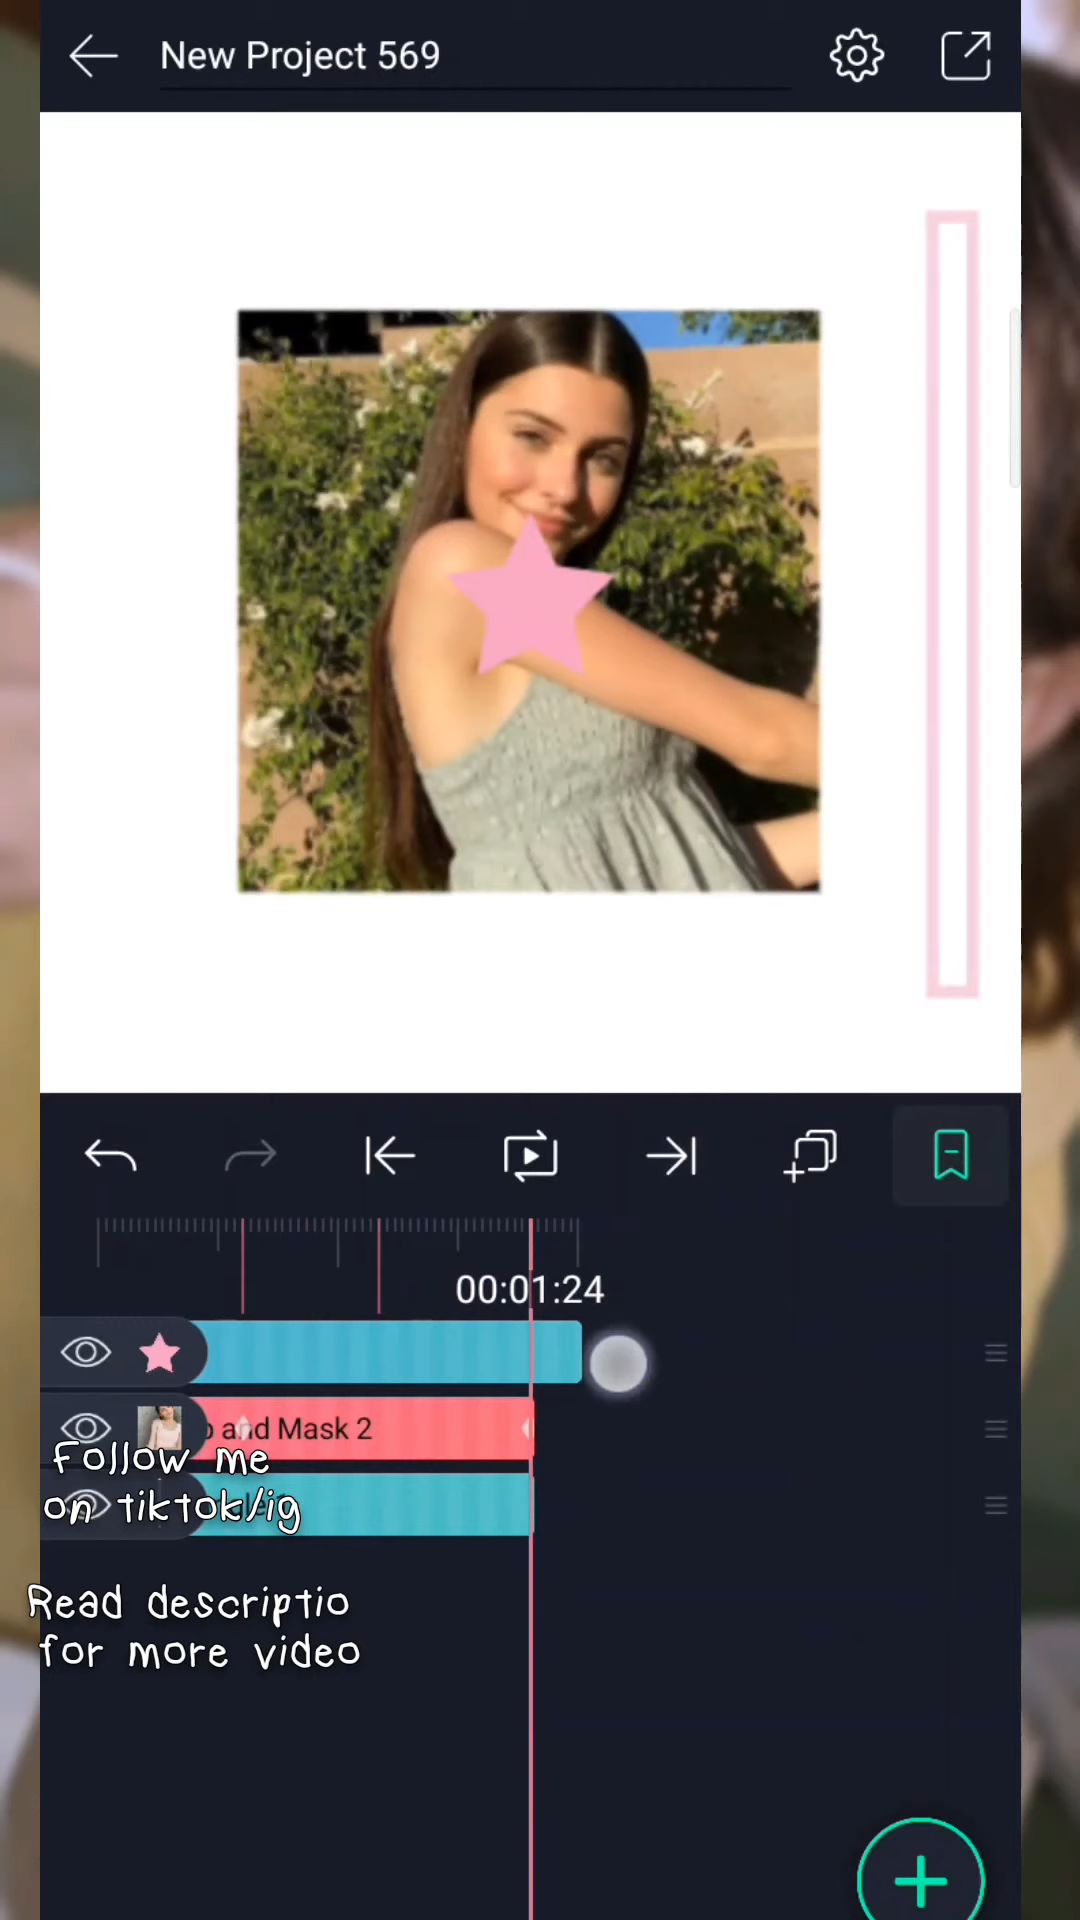 New Project 569
00:01:24
and Mask 2
Follow me
on tiktok/ig
Read descriptio
for more video